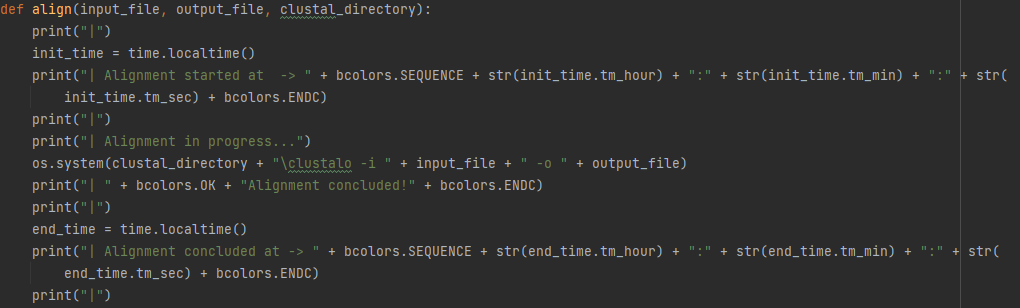 def align(input_file, output_file, clustal_directory):
    print("|")
    init_time = time.localtime()
    print("| Alignment started at  -> " + bcolors.SEQUENCE + str(init_time.tm_hour) + ":" + str(init_time.tm_min) + ":" + str(
        init_time.tm_sec) + bcolors.ENDC)
    print("|")
    print("| Alignment in progress...")
    os.system(clustal_directory + "\clustalo -i " + input_file + " -o " + output_file)
    print("| " + bcolors.OK + "Alignment concluded!" + bcolors.ENDC)
    print("|")
    end_time = time.localtime()
    print("| Alignment concluded at -> " + bcolors.SEQUENCE + str(end_time.tm_hour) + ":" + str(end_time.tm_min) + ":" + str(
        end_time.tm_sec) + bcolors.ENDC)
    print("|")